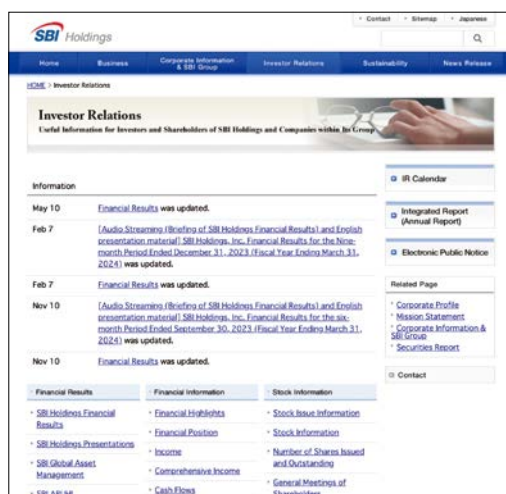 Contact
Sitemap
Japanese
SBI Holdings
Home
Business
Corporate Information
& SBI Group
Investor Relations
Sustainability
News Release
HOME > Investor Relations
Investor Relations
Useful Information for Investors and Shareholders of SBI Holdings and Companies within Its Group
Information
May 10 Financial Results was updated.
Feb 7 [Audio Streaming (Briefing of SBI Holdings Financial Results) and English
presentation material] SBI Holdings, Inc. Financial Results for the Nine-
month Period Ended December 31, 2023 (Fiscal Year Ending March 31,
2024) was updated.
Feb 7 Financial Results was updated.
Nov 10 [Audio Streaming (Briefing of SBI Holdings Financial Results) and English
presentation material] SBI Holdings, Inc. Financial Results for the six-
month Period Ended September 30, 2023 (Fiscal Year Ending March 31,
2024) was updated.
Nov 10 Financial Results was updated.
IR Calendar
Integrated Report
(Annual Report)
Electronic Public Notice
Related Page
Corporate Profile
Mission Statement
Corporate Information &
SBI Group
Securities Report
Contact
Financial Results
SBI Holdings Financial
Results
SBI Holdings Presentations
SBI Global Asset
Management
Financial Information
Financial Highlights
Financial Position
Income
Comprehensive Income
Cash Flows
Stock Information
Stock Issue Information
Stock Information
Number of Shares Issued
and Outstanding
General Meetings of
Shareholders